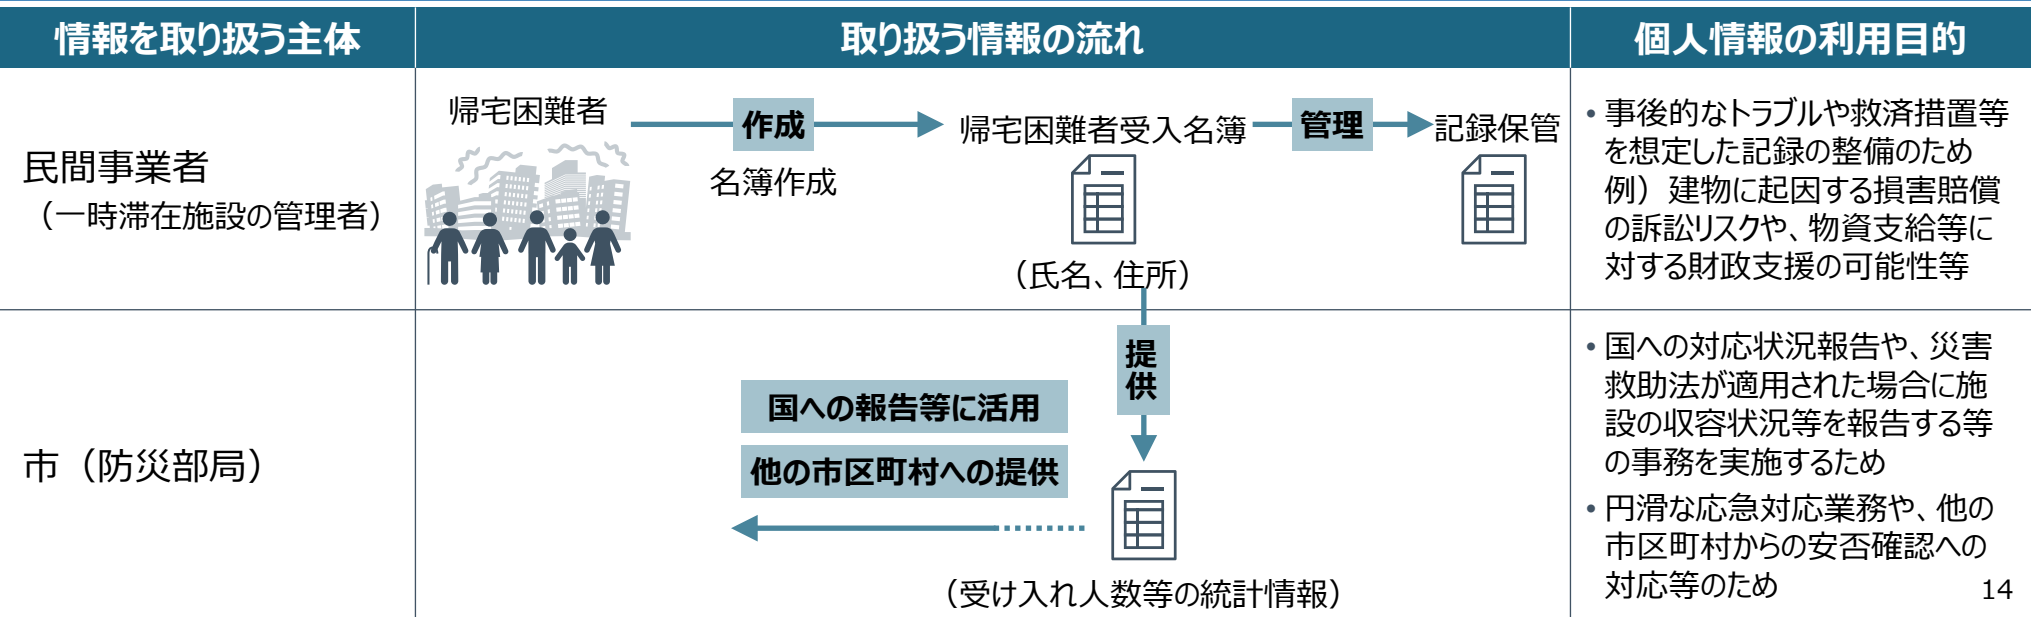 情報を取り扱う主体
取り扱う情報の流れ
個人情報の利用目的
民間事業者
（一時滞在施設の管理者）
帰宅困難者
作成
名簿作成
帰宅困難者受入名簿
（氏名、住所）
管理
記録保管
• 事後的なトラブルや救済措置等
を想定した記録の整備のため
例）建物に起因する損害賠償
の訴訟リスクや、物資支給等に
対する財政支援の可能性等
市（防災部局）
提
供
国への報告等に活用
他の市区町村への提供
（受け入れ人数等の統計情報）
• 国への対応状況報告や、災害
救助法が適用された場合に施
設の収容状況等を報告する等
の事務を実施するため
• 円滑な応急対応業務や、他の
市区町村からの安否確認への
対応等のため
14